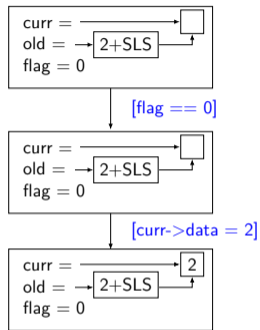 curr =
old = 2+SLS
flag = 0
[flag == 0]
curr =
old = 2+SLS
flag = 0
[curr->data = 2]
curr = 2
old = 2+SLS
flag = 0